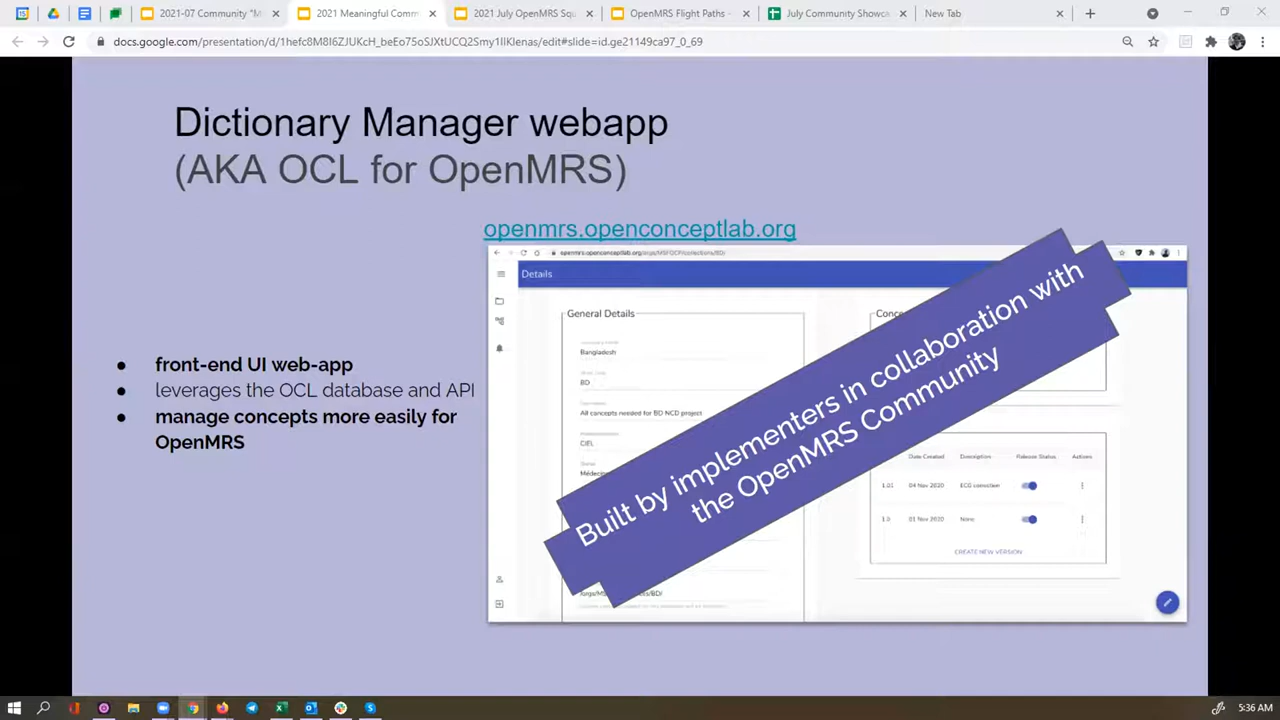 2021-07 Community "M
2021 Meaningful Comm
2021 July OpenMRS Squ
OpenMRS Flight Paths -
July Community Showca
New Tab
docs.google.com/presentation/d/1hefc8M8I6ZJUKcH_beEo75oSJXtUCQ2Smy1IlKlenas/edit#slide=id.ge21149ca97_0_69
Dictionary Manager webapp
(AKA OCL for OpenMRS)
openmrs.openconceptlab.org
Details
General Details
Conce
Bangladesh
BD
All concepts needed for BD NCD project
CIEL
Built by implementers in collaboration with
the OpenMRS Community
• front-end UI web-app
• leverages the OCL database and API
• manage concepts more easily for
OpenMRS
Date Created Description Release Status Actions
04 Nov 2020 ECG correction
1.0 01 Nov 2020 None
CREATE NEW VERSION
5:36 AM